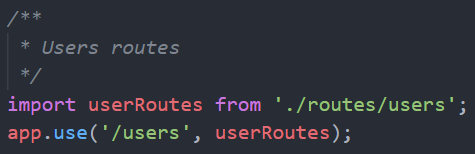 /**
 * Users routes
 */
import userRoutes from './routes/users';
app.use('/users', userRoutes);